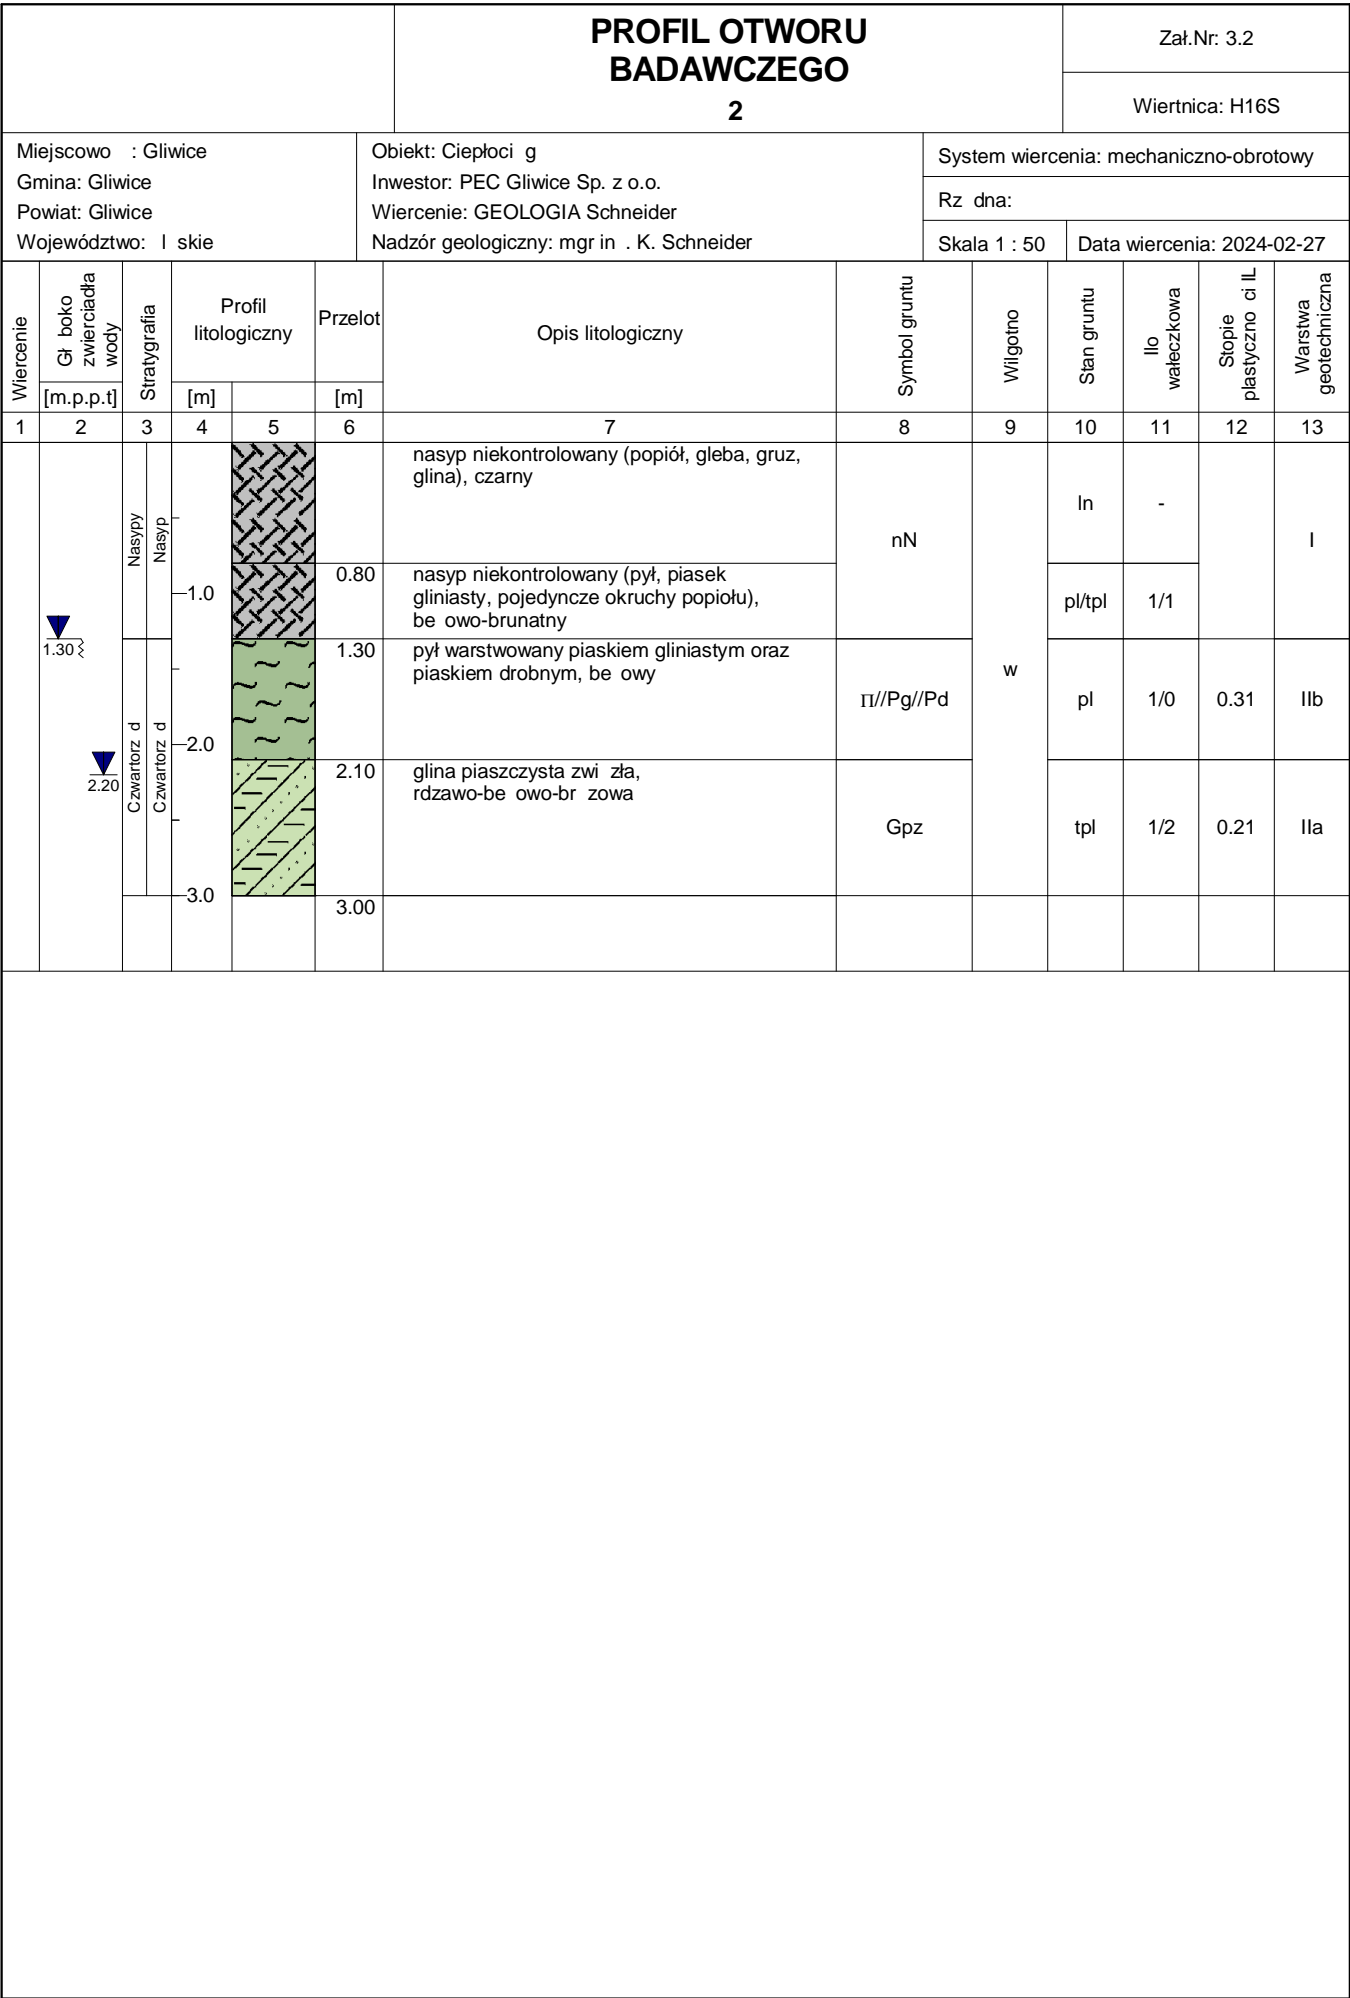 PROFIL OTWORU
BADAWCZEGO
2
Zał.Nr: 3.2
Wiertnica: H16S
Miejscowo : Gliwice
Gmina: Gliwice
Powiat: Gliwice
Województwo: l skie
Obiekt: Ciepłoci g
Inwestor: PEC Gliwice Sp. z o.o.
Wiercenie: GEOLOGIA Schneider
Nadzór geologiczny: mgr in . K. Schneider
System wiercenia: mechaniczno-obrotowy
Rz dna:
Skala 1 : 50
Data wiercenia: 2024-02-27
Wiercenie
Gł boko
zwierciadła
wody
[m.p.p.t]
Stratygrafia
Profil
litologiczny
[m]
Przelot
[m]
Opis litologiczny
Symbol gruntu
Wilgotno
Stan gruntu
Ilo
wałeczkowa
Stopie
plastyczno ci IL
Warstwa
geotechniczna
1 2 3 4 5 6 7 8 9 10 11 12 13
Nasypy
Nasyp
nasyp niekontrolowany (popiół, gleba, gruz,
glina), czarny
nN
ln
-
I
1.0
0.80
nasyp niekontrolowany (pył, piasek
gliniasty, pojedyncze okruchy popiołu),
be owo-brunatny
pl/tpl
1/1
1.30
1.30
pył warstwowany piaskiem gliniastym oraz
piaskiem drobnym, be owy
Π//Pg//Pd
w
pl
1/0
0.31
IIb
Czwartorz d
Czwartorz d
2.0
2.20
2.10
glina piaszczysta zwi zła,
rdzawo-be owo-br zowa
Gpz
tpl
1/2
0.21
IIa
3.0
3.00